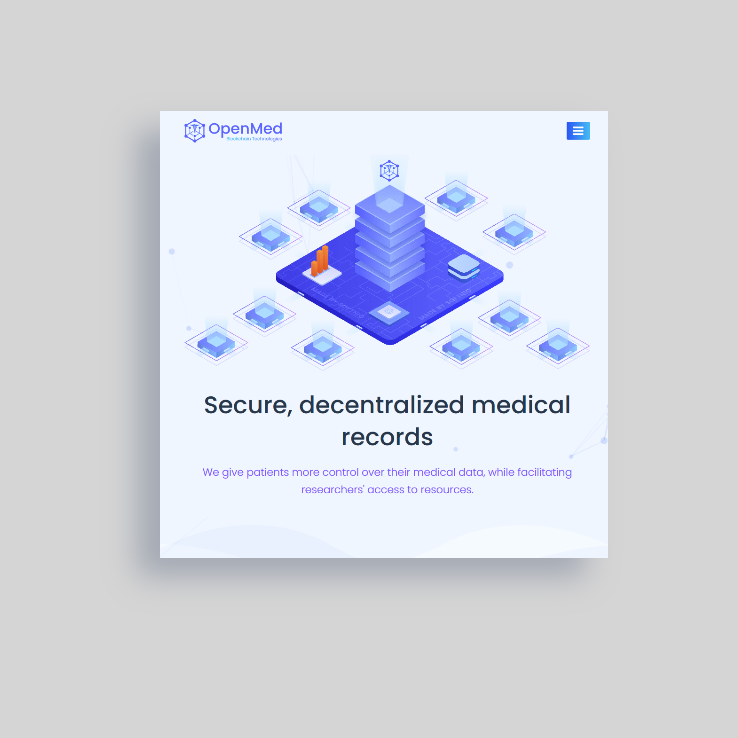 OpenMed
Blockchain Technologies
Secure, decentralized medical
records
We give patients more control over their medical data, while facilitating
researchers' access to resources.